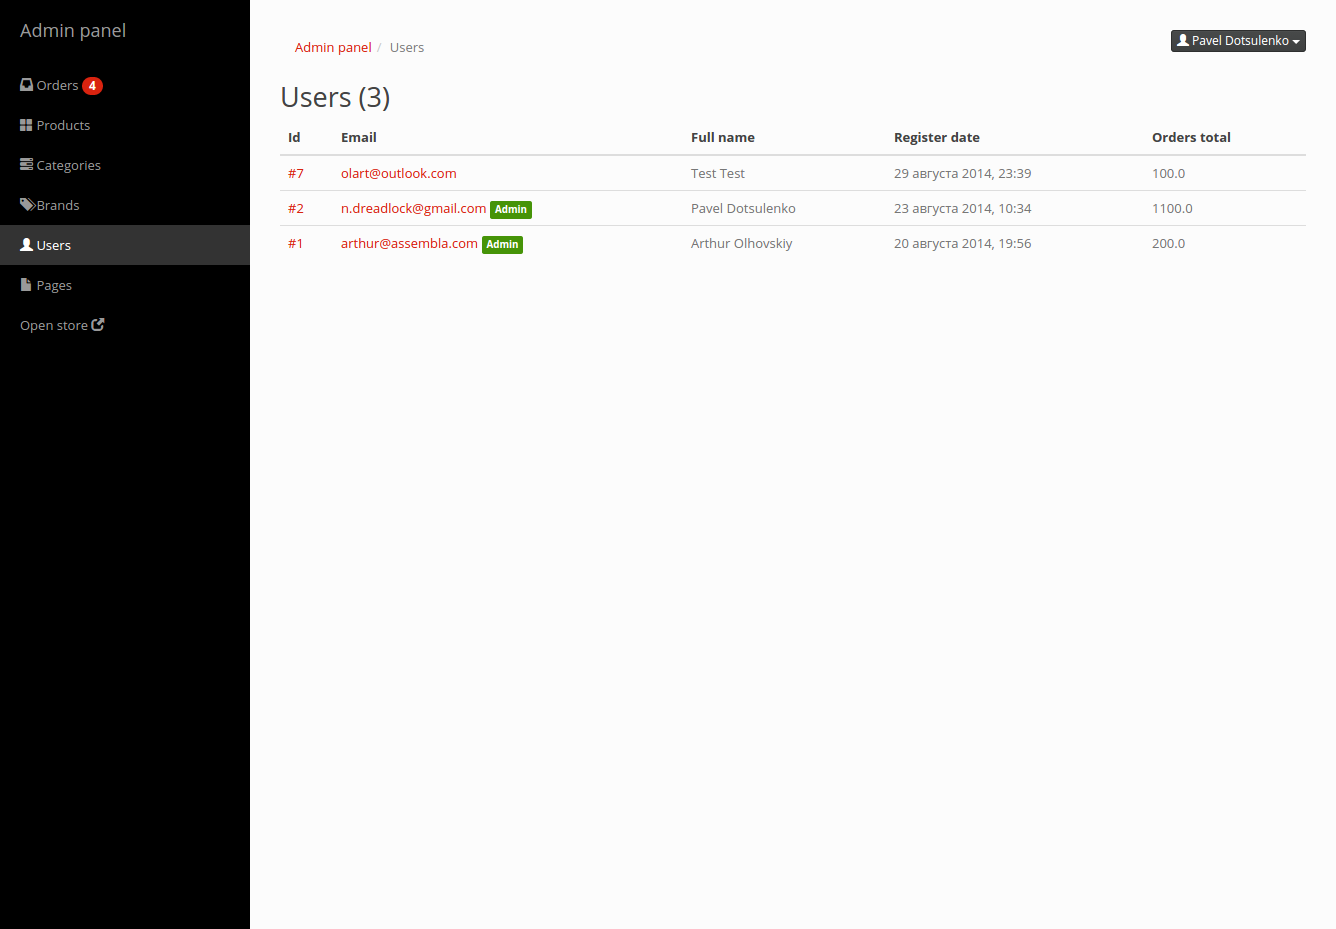 Admin panel
Orders 4
Products
Categories
Brands
Users
Pages
Open store
Admin panel / Users
Pavel Dotsulenko
Users (3)
Id Email Full name Register date Orders total
#7 olart@outlook.com Test Test 29 августа 2014, 23:39 100.0
#2 n.dreadlock@gmail.com Admin Pavel Dotsulenko 23 августа 2014, 10:34 1100.0
#1 arthur@assembla.com Admin Arthur Olhovskiy 20 августа 2014, 19:56 200.0